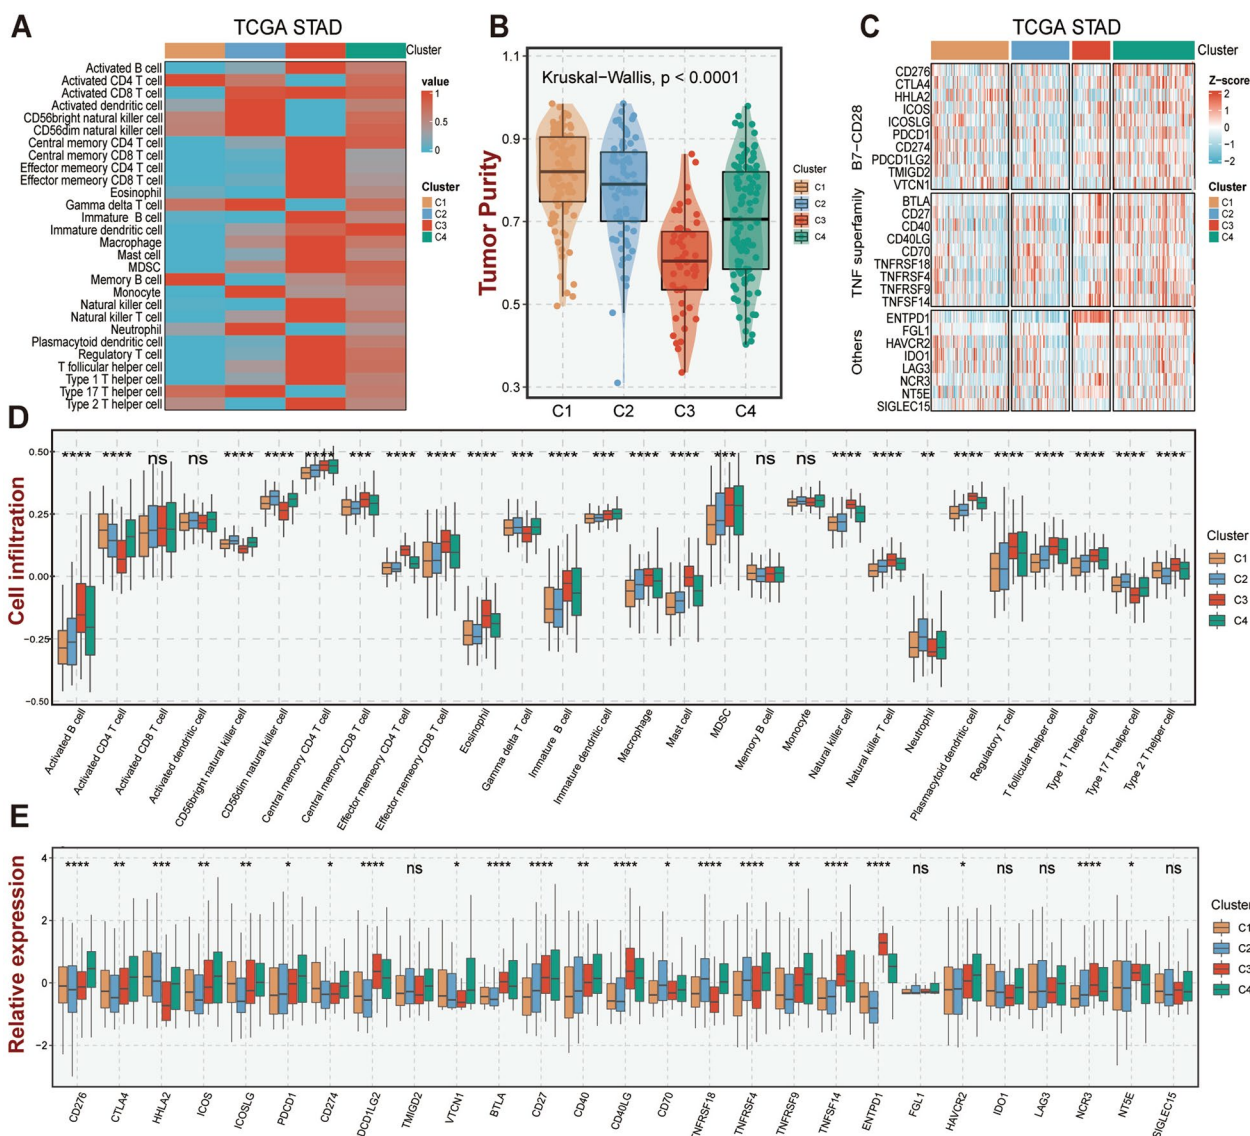 A
TCGA STAD
Cluster
Activated B cell
Activated CD4 T cell
Activated CD8 T cell
Activated dendritic cell
CD56bright natural killer cell
CD56dim natural killer cell
Central memory CD4 T cell
Central memory CD8 T cell
Effector memeory CD4 T cell
Effector memeory CD8 T cell
Eosinophil
Gamma delta T cell
Immature B cell
Immature dendritic cell
Macrophage
Mast cell
MDSC
Memory B cell
Monocyte
Natural killer cell
Natural killer T cell
Neutrophil
Plasmacytoid dendritic cell
Regulatory T cell
T follicular helper cell
Type 1 T helper cell
Type 17 T helper cell
Type 2 T helper cell
value
1
0.5
0
Cluster
C1
C2
C3
C4
B
Kruskal-Wallis, p < 0.0001
Tumor Purity
1.1
0.9
0.7
0.5
0.3
C1 C2 C3 C4
Cluster
C1
C2
C3
C4
C
TCGA STAD
Cluster
B7-CD28
CD276
CTLA4
HHLA2
ICOS
ICOSLG
PDCD1
CD274
PDCD1LG2
TMIGD2
VTCN1
TNF superfamily
BTLA
CD27
CD40
CD40LG
CD70
TNFRSF18
TNFRSF4
TNFRSF9
TNFSF14
Others
ENTPD1
FGL1
HAVCR2
IDO1
LAG3
NCR3
NT5E
SIGLEC15
Z-score
2
1
0
-1
-2
Cluster
C1
C2
C3
C4
D
Cell infiltration
0.50
0.25
0.00
-0.25
-0.50
**** **** ns ns **** **** **** *** **** **** **** *** **** *** **** **** *** ns ns **** **** ** **** **** **** **** **** ****
Activated B cell
Activated CD4 T cell
Activated CD8 T cell
Activated dendritic cell
CD56bright natural killer cell
CD56dim natural killer cell
Central memory CD4 T cell
Central memory CD8 T cell
Effector memeory CD4 T cell
Effector memeory CD8 T cell
Eosinophil
Gamma delta T cell
Immature B cell
Immature dendritic cell
Macrophage
Mast cell
MDSC
Memory B cell
Monocyte
Natural killer cell
Natural killer T cell
Neutrophil
Plasmacytoid dendritic cell
Regulatory T cell
T follicular helper cell
Type 1 T helper cell
Type 17 T helper cell
Type 2 T helper cell
Cluster
C1
C2
C3
C4
E
Relative expression
4
2
0
-2
**** ** *** ** ** * * **** ns * **** **** ** **** * **** **** ** **** **** ns * ns ns **** * ns
CD276
CTLA4
HHLA2
ICOS
ICOSLG
PDCD1
CD274
DCD1LG2
TMIGD2
VTCN1
BTLA
CD27
CD40
CD40LG
CD70
TNFRSF18
TNFRSF4
TNFRSF9
TNFSF14
ENTPD1
FGL1
HAVCR2
IDO1
LAG3
NCR3
NT5E
SIGLEC15
Cluster
C1
C2
C3
C4